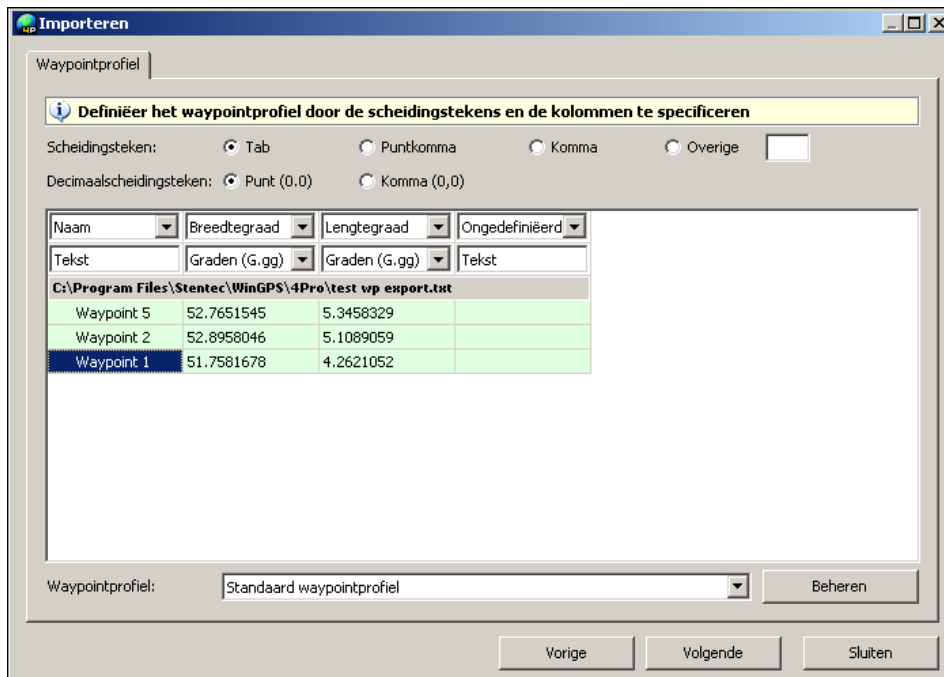 Importeren
Waypointprofiel
Definiëer het waypointprofiel door de scheidingstekens en de kolommen te specificeren
Scheidingsteken: Tab Puntkomma Komma Overige
Decimaalscheidingsteken: Punt (0.0) Komma (0,0)
Naam Breedtegraad Lengtegraad Ongedefiniëerd
Tekst Graden (G.gg) Graden (G.gg) Tekst
C:\Program Files\Stentec\WinGPS\4Pro\test wp export.txt
Waypoint 5 52.7651545 5.3458329
Waypoint 2 52.8958046 5.1089059
Waypoint 1 51.7581678 4.2621052
Waypointprofiel: Standaard waypointprofiel Beheren
Vorige Volgende Sluiten